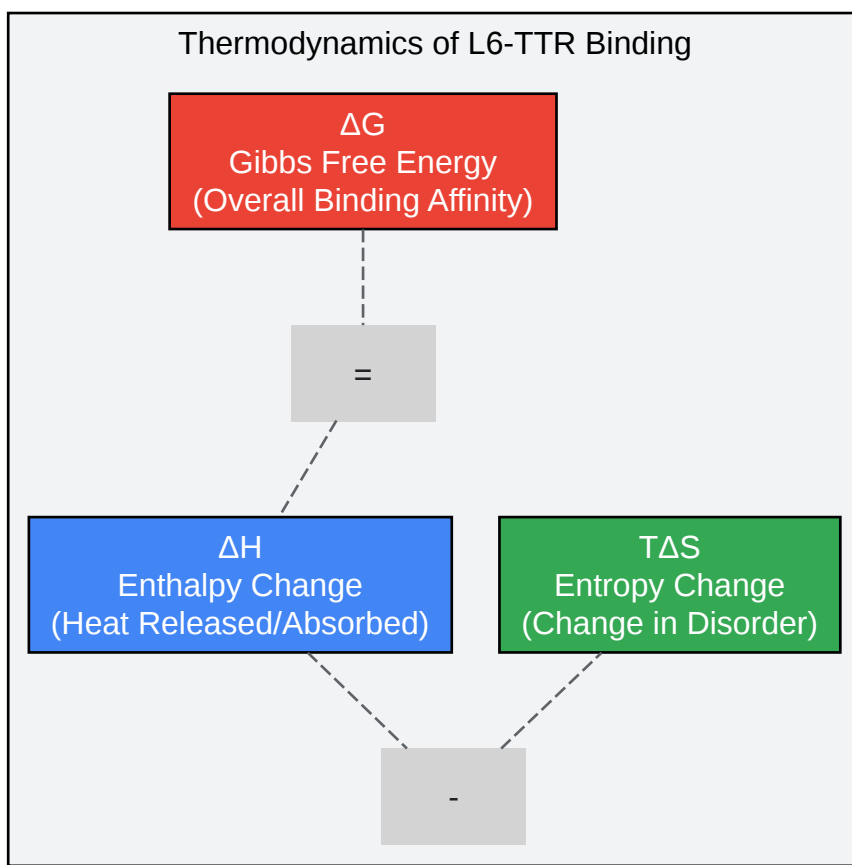 Thermodynamics of L6-TTR Binding
ΔG
Gibbs Free Energy
(Overall Binding Affinity)
=
ΔH
Enthalpy Change
(Heat Released/Absorbed)
TΔS
Entropy Change
(Change in Disorder)
-